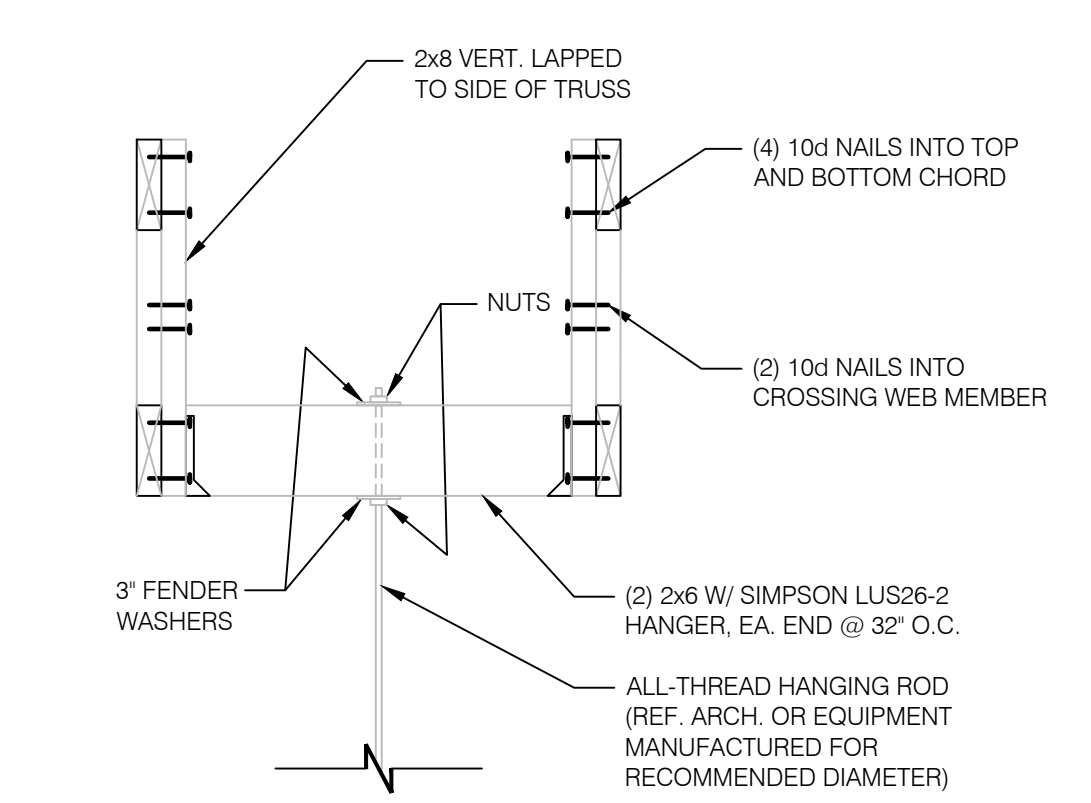 2x8 VERT. LAPPED
TO SIDE OF TRUSS
(4) 10d NAILS INTO TOP
AND BOTTOM CHORD
NUTS
(2) 10d NAILS INTO
CROSSING WEB MEMBER
3" FENDER
WASHERS
(2) 2x6 W/ SIMPSON LUS26-2
HANGER, EA. END @ 32" O.C.
ALL-THREAD HANGING ROD
(REF. ARCH. OR EQUIPMENT
MANUFACTURED FOR
RECOMMENDED DIAMETER)